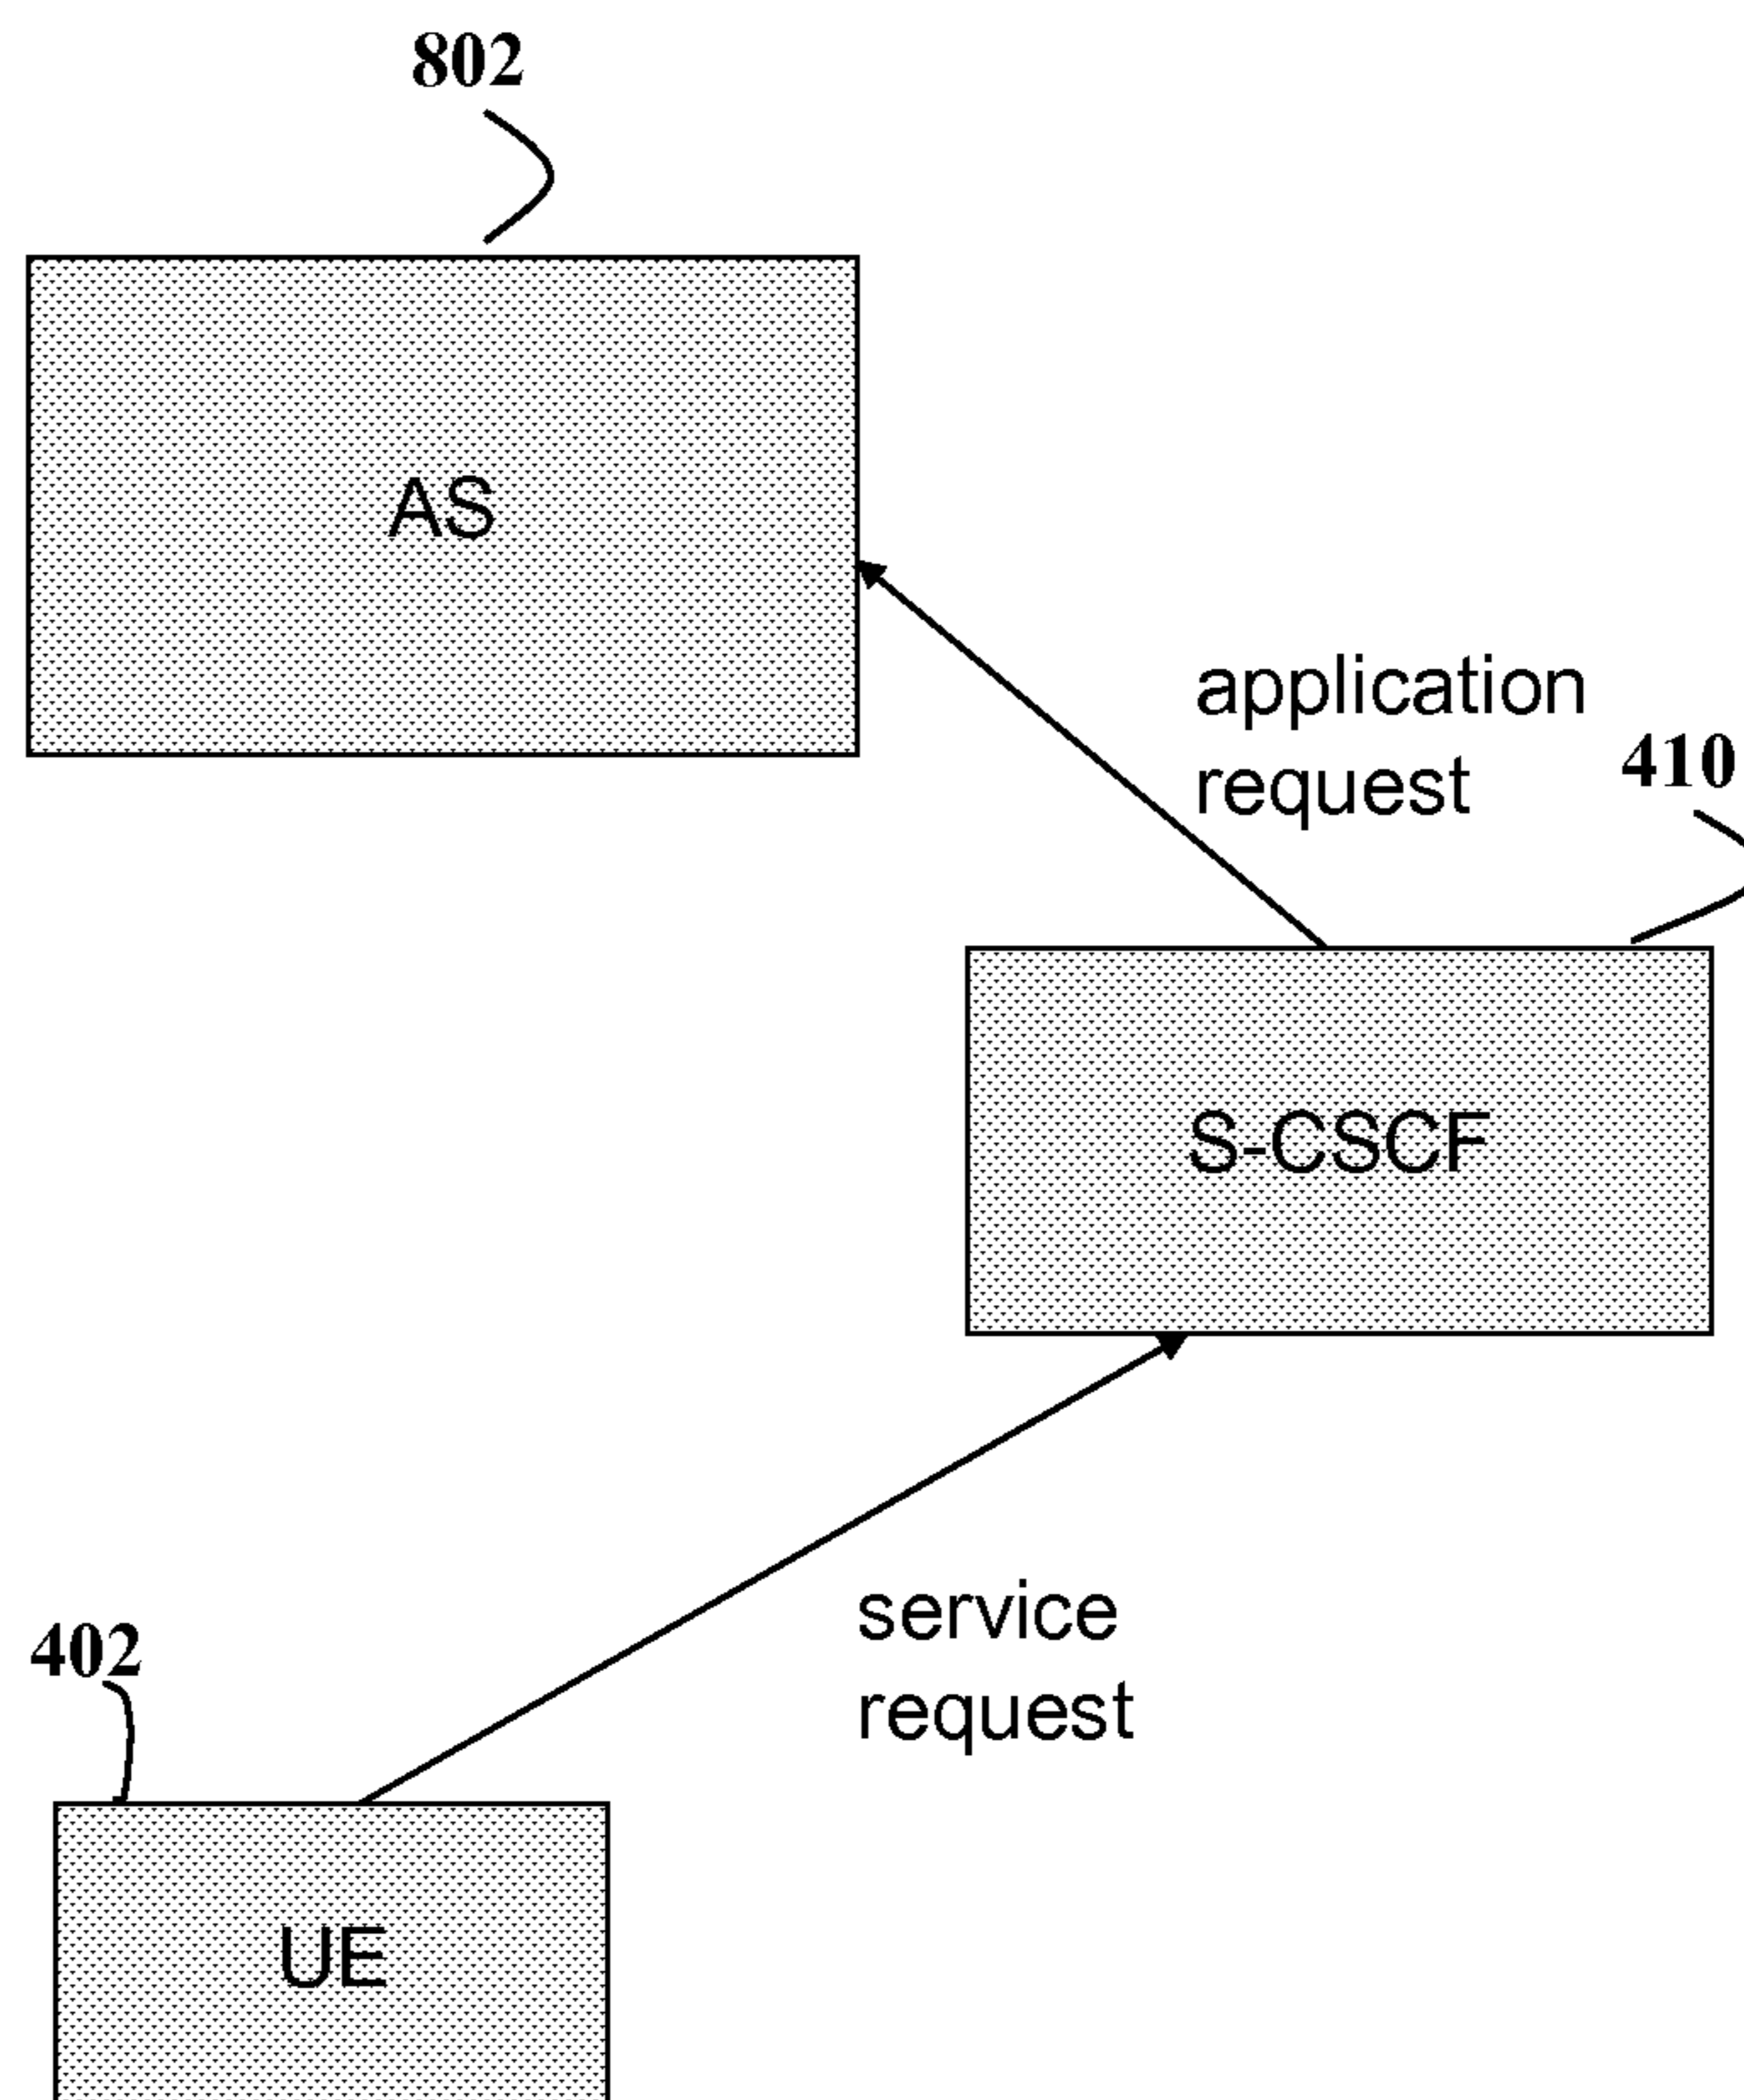 802
AS
application
request
410
S-CSCF
service
request
402
UE